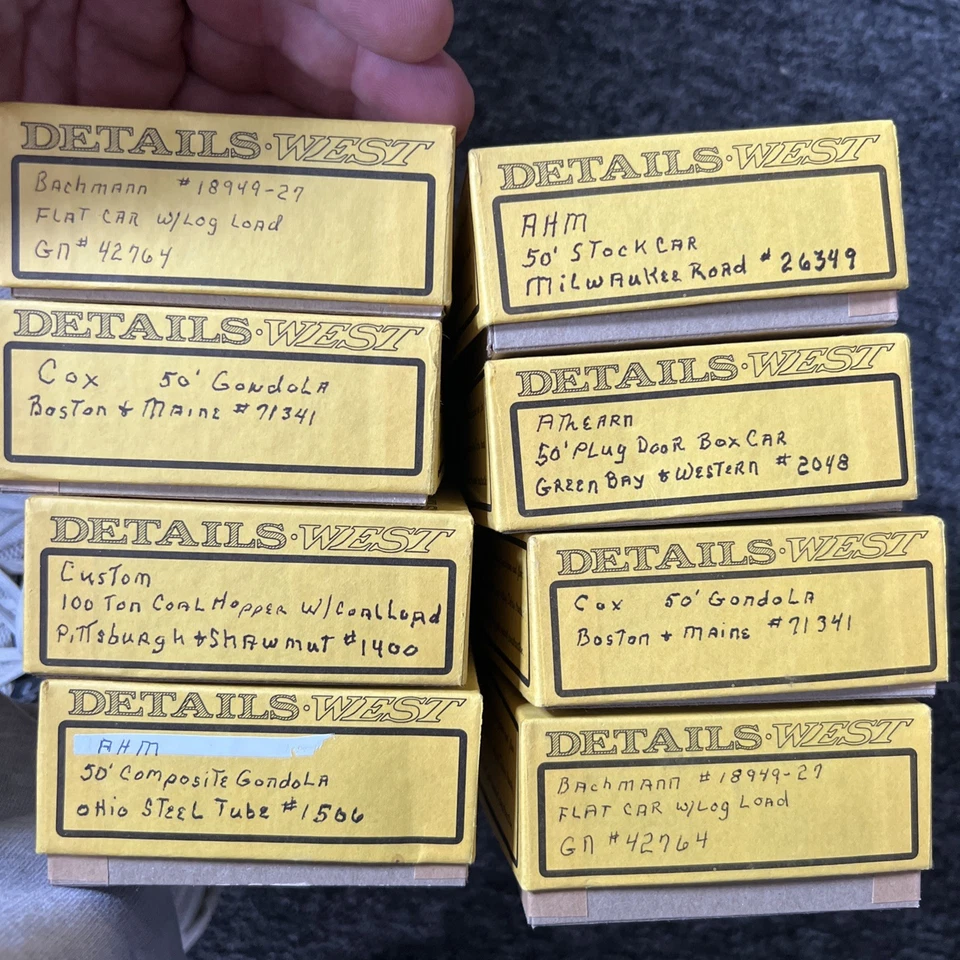 DETAILS·WEST
Bachmann #18949-27
FLAT CAR W/Log Load
GN# 42764
DETAILS·WEST
Cox 50' Gondola
Boston & Maine #71341
DETAILS·WEST
Custom
100 Ton Coal Hopper W/Coal Load
Pittsburgh & Shawmut #1400
DETAILS·WEST
AHM
50' Composite Gondola
Ohio Steel Tube #1506
DETAILS·WEST
AHM
50' Stock Car
Milwaukee Road #26349
DETAILS·WEST
Athearn
50' Plug Door Box Car
Green Bay & Western #2048
DETAILS·WEST
Cox 50' Gondola
Boston & Maine #71341
DETAILS·WEST
Bachmann #18949-27
FLAT CAR W/Log Load
GN #42764